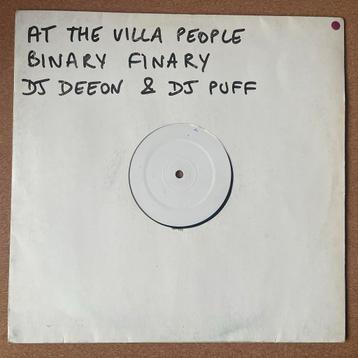 AT THE VILLA PEOPLE
BINARY FINARY
DJ DEEON & DJ PUFF